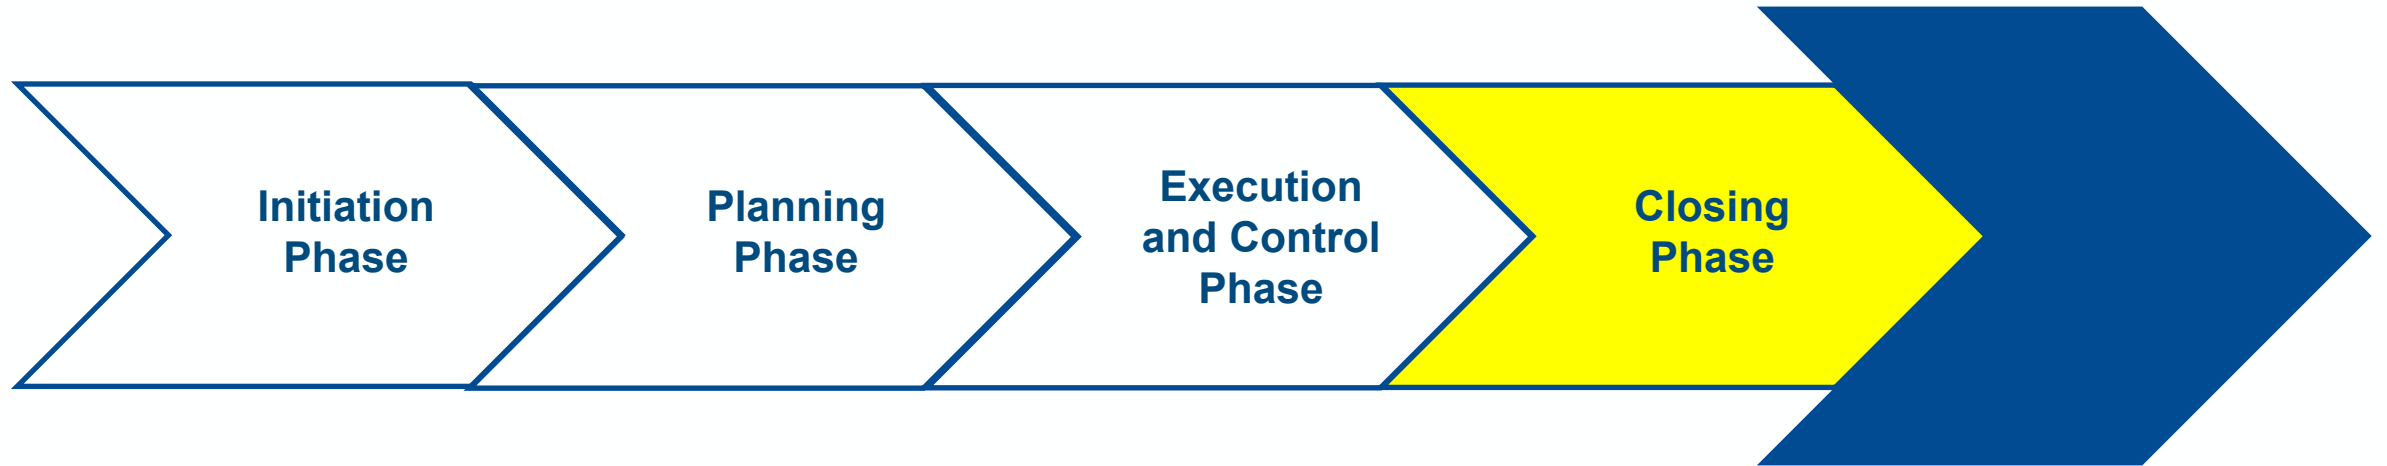 Initiation
Phase
Planning
Phase
Execution
and Control
Phase
Closing
Phase